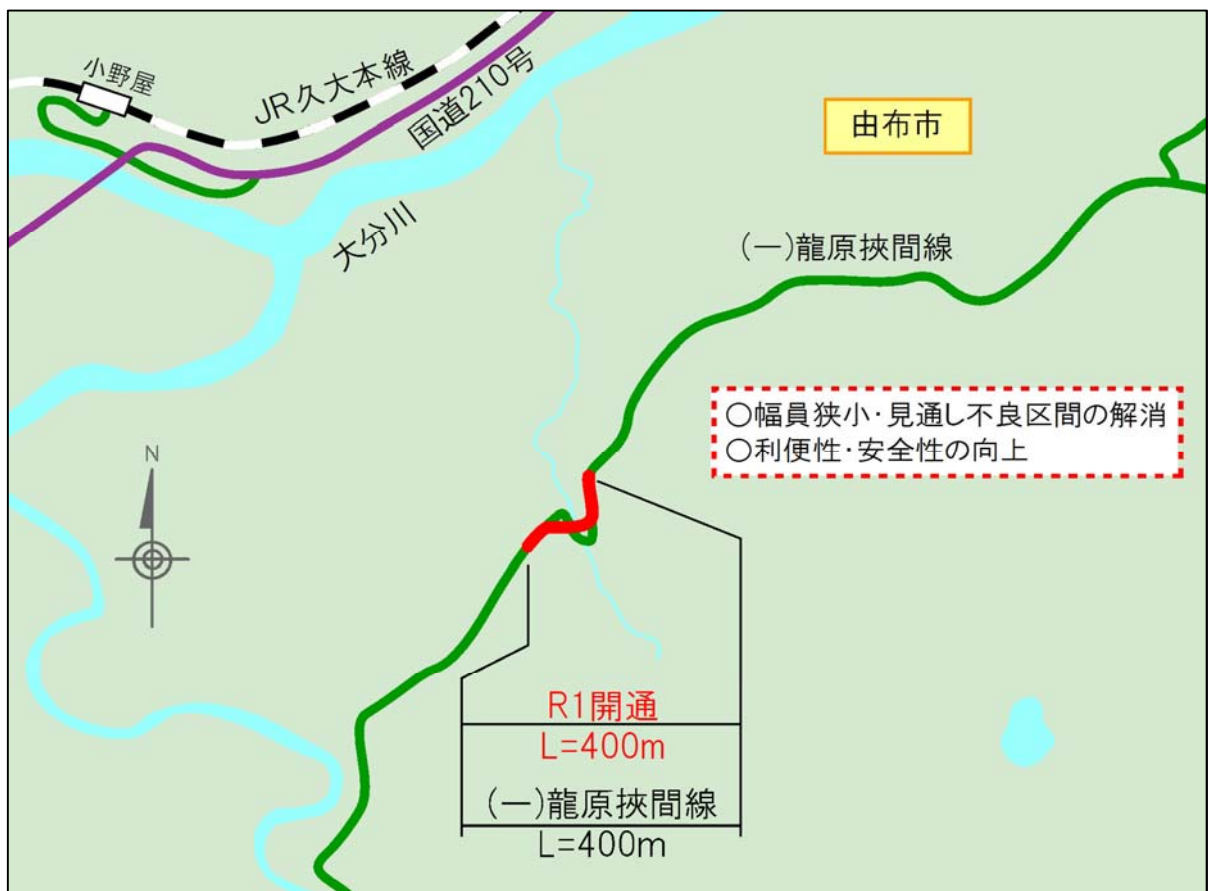 小野屋
JR久大本線
国道210号
由布市
大分川
(一)龍原挾間線
○幅員狭小・見通し不良区間の解消
○利便性・安全性の向上
N
R1開通
L=400m
(一)龍原挾間線
L=400m